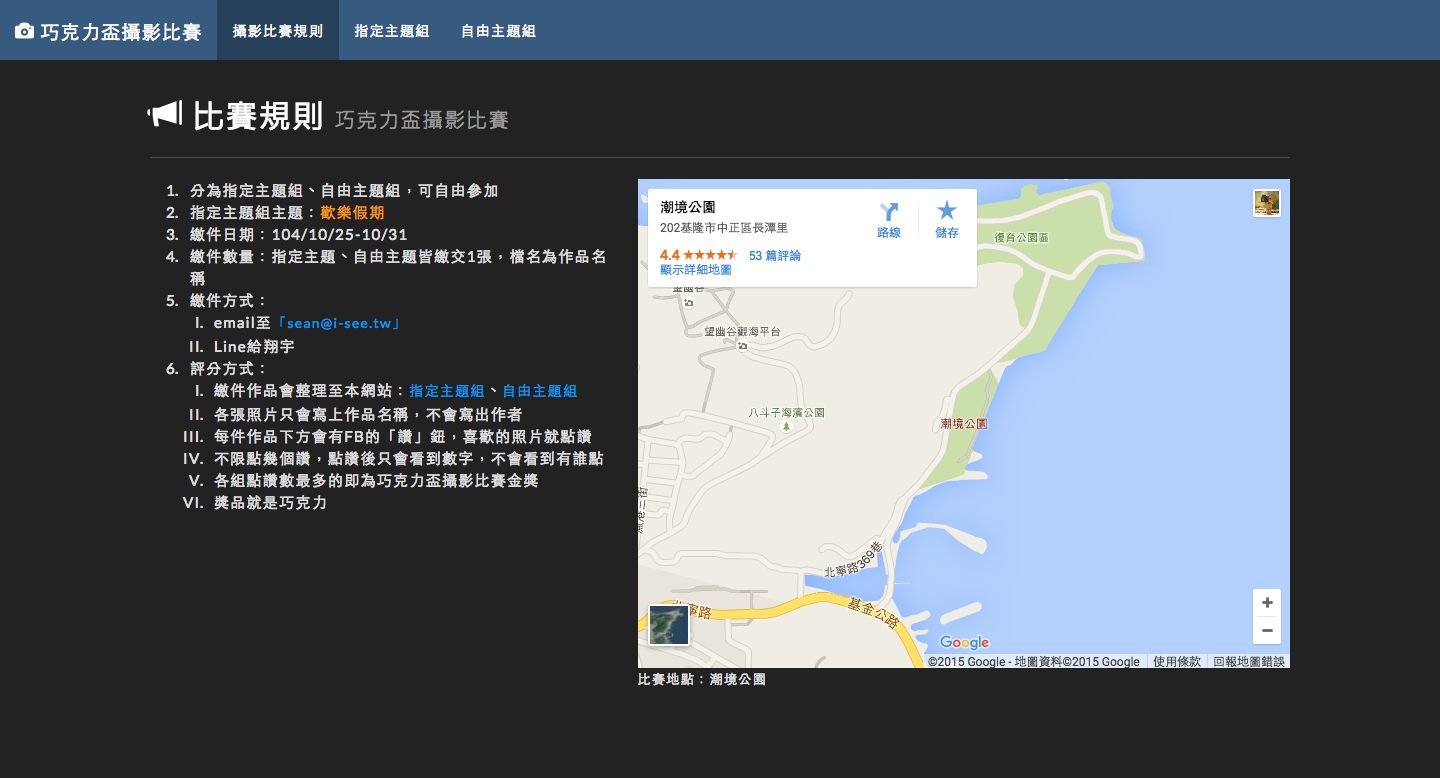 巧克力盃攝影比賽 攝影比賽規則 指定主題組 自由主題組
比賽規則 巧克力盃攝影比賽
1. 分為指定主題組、自由主題組，可自由參加
2. 指定主題組主題：歡樂假期
3. 繳件日期：104/10/25-10/31
4. 繳件數量：指定主題、自由主題皆繳交1張，檔名為作品名
稱
5. 繳件方式：
I. email至「sean@i-see.tw」
II. Line給翔宇
6. 評分方式：
I. 繳件作品會整理至本網站：指定主題組、自由主題組
II. 各張照片只會寫上作品名稱，不會寫出作者
III. 每件作品下方會有FB的「讚」鈕，喜歡的照片就點讚
IV. 不限點幾個讚，點讚後只會看到數字，不會看到有誰點
V. 各組點讚數最多的即為巧克力盃攝影比賽金獎
VI. 獎品就是巧克力
潮境公園
202基隆市中正區長潭里
路線 儲存
4.4 53 篇評論
顯示詳細地圖
復育公園區
望幽谷
望幽谷觀海平台
八斗子海濱公園
潮境公園
漁港三街
北寧路369巷
北寧路
基金公路
Google
©2015 Google - 地圖資料©2015 Google 使用條款 回報地圖錯誤
比賽地點：潮境公園